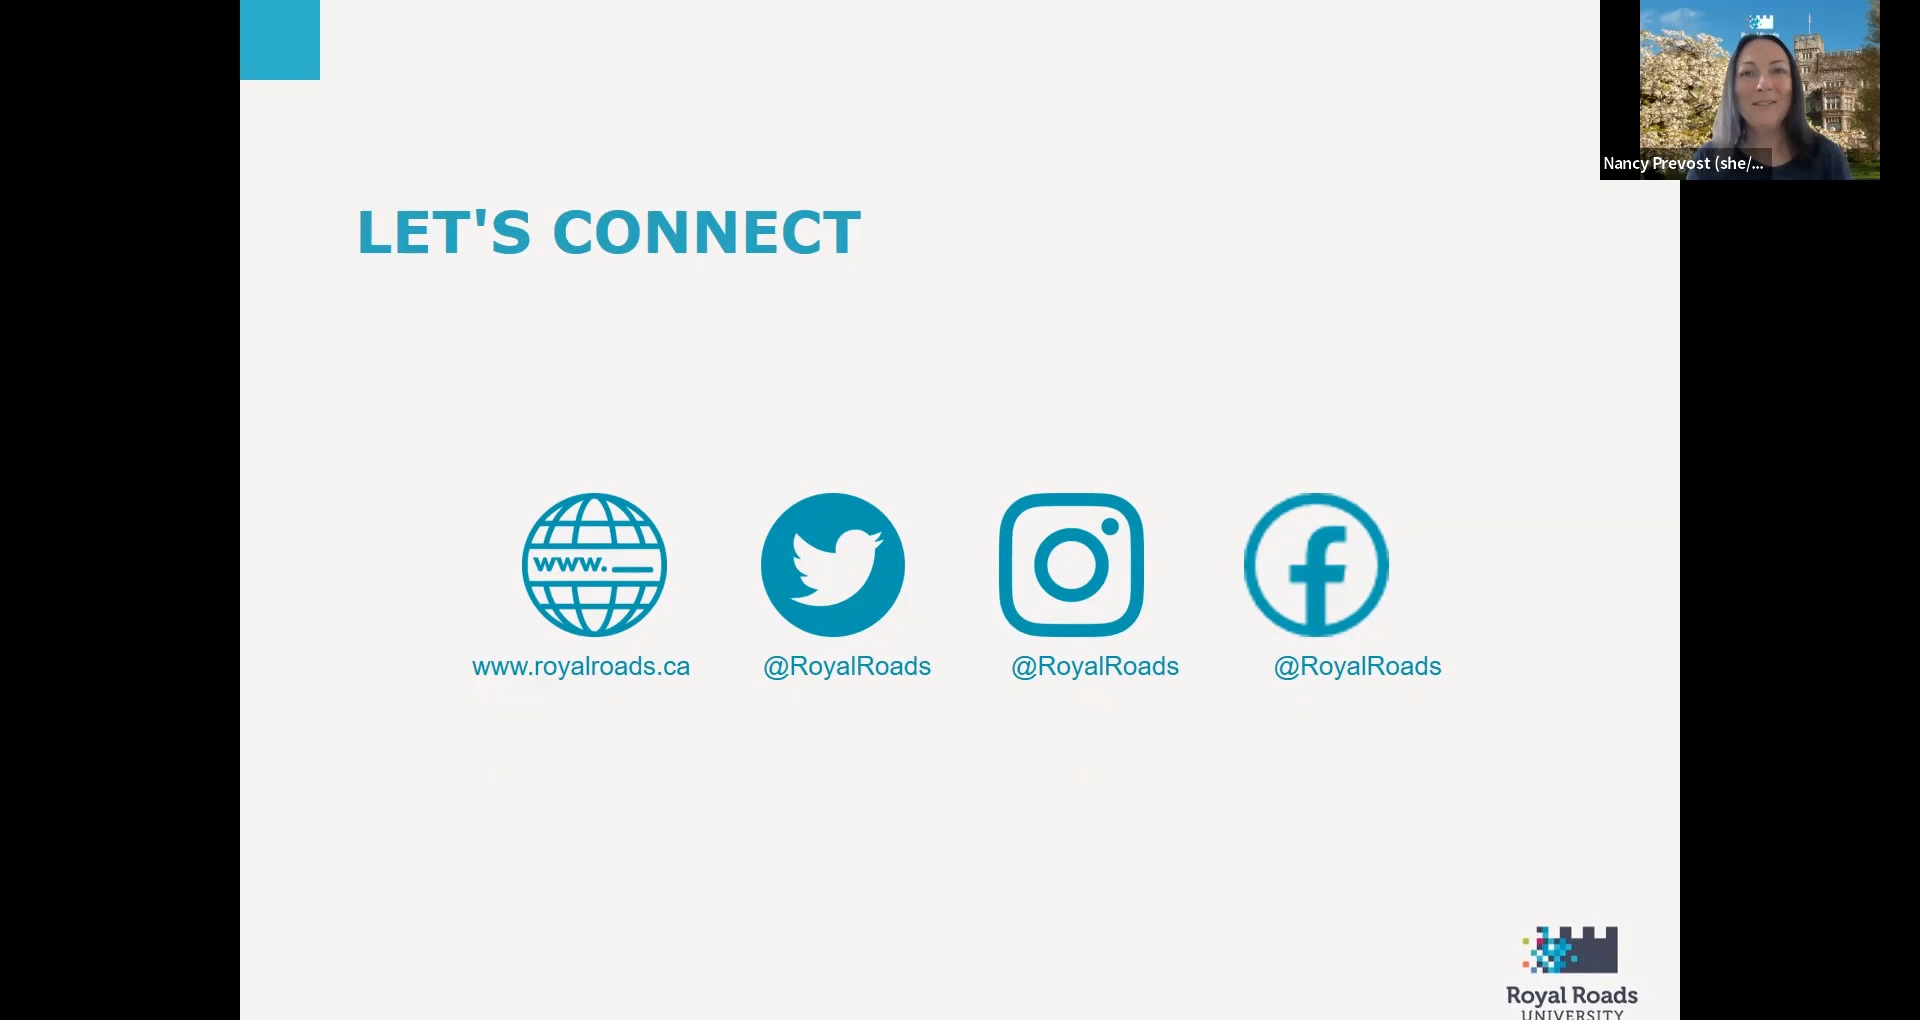 Nancy Prevost (she/...
LET'S CONNECT
www.
www.royalroads.ca
@RoyalRoads
@RoyalRoads
@RoyalRoads
Royal Roads
UNIVERSITY